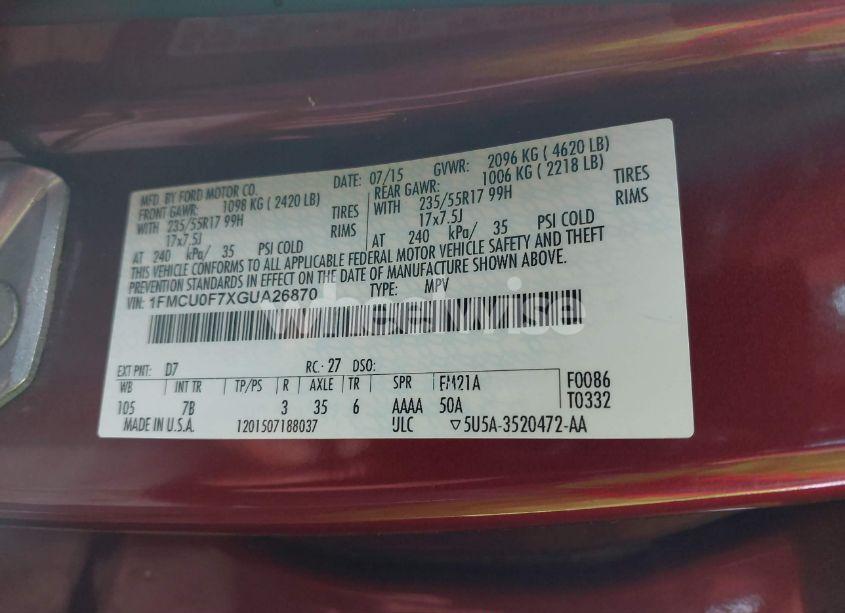 MFD. BY FORD MOTOR CO. DATE: 07/15 GVWR: 2096 KG ( 4620 LB)
FRONT GAWR: 1098 KG ( 2420 LB) REAR GAWR: 1006 KG ( 2218 LB)
WITH 235/55R17 99H TIRES WITH 235/55R17 99H TIRES
17x7.5J RIMS 17x7.5J RIMS
AT 240 kPa/ 35 PSI COLD AT 240 kPa/ 35 PSI COLD
THIS VEHICLE CONFORMS TO ALL APPLICABLE FEDERAL MOTOR VEHICLE SAFETY AND THEFT
PREVENTION STANDARDS IN EFFECT ON THE DATE OF MANUFACTURE SHOWN ABOVE.
VIN: 1FMCU0F7XGUA26870 TYPE: MPV
wheelwise
EXT PNT: D7 RC: 27 DSO:
WB INT TR TP/PS R AXLE TR SPR FM21A F0086
105 7B 3 35 6 AAAA 50A T0332
MADE IN U.S.A. 1201507188037 ULC ▽5U5A-3520472-AA